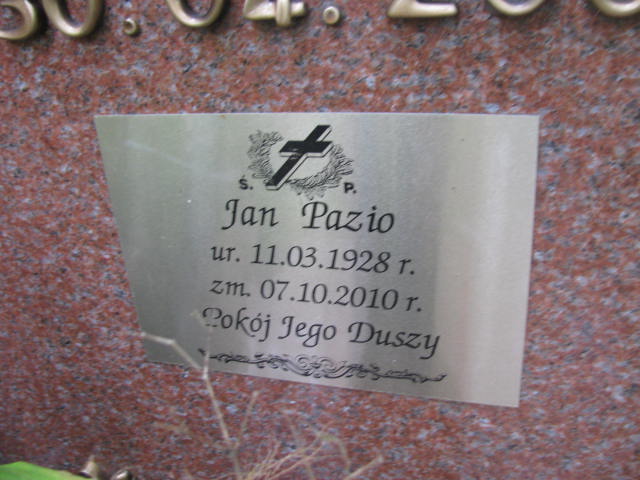 Ś. P.
Jan Pazio
ur. 11.03.1928 r.
zm. 07.10.2010 r.
Pokój Jego Duszy